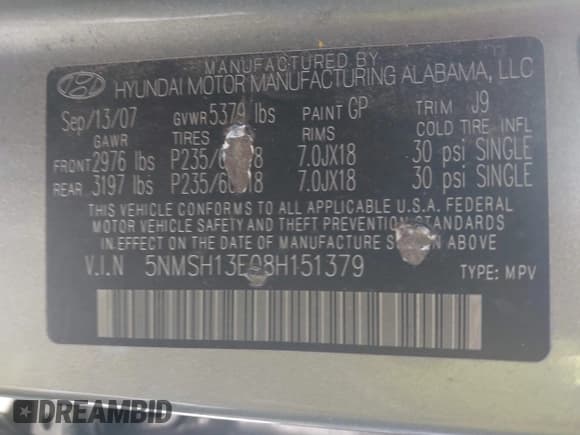 MANUFACTURED BY
HYUNDAI MOTOR MANUFACTURING ALABAMA, LLC
Sep/13/07 GVWR 5379 lbs PAINT GP TRIM J9
GAWR TIRES RIMS COLD TIRE INFL
FRONT 2976 lbs 7.0JX18 30 psi SINGLE
REAR 3197 lbs 7.0JX18 30 psi SINGLE
THIS VEHICLE CONFORMS TO ALL APPLICABLE U.S.A. FEDERAL
MOTOR VEHICLE SAFETY AND THEFT PREVENTION STANDARDS
IN EFFECT ON THE DATE OF MANUFACTURE SHOWN ABOVE.
V.I.N TYPE: MPV
DREAMBID